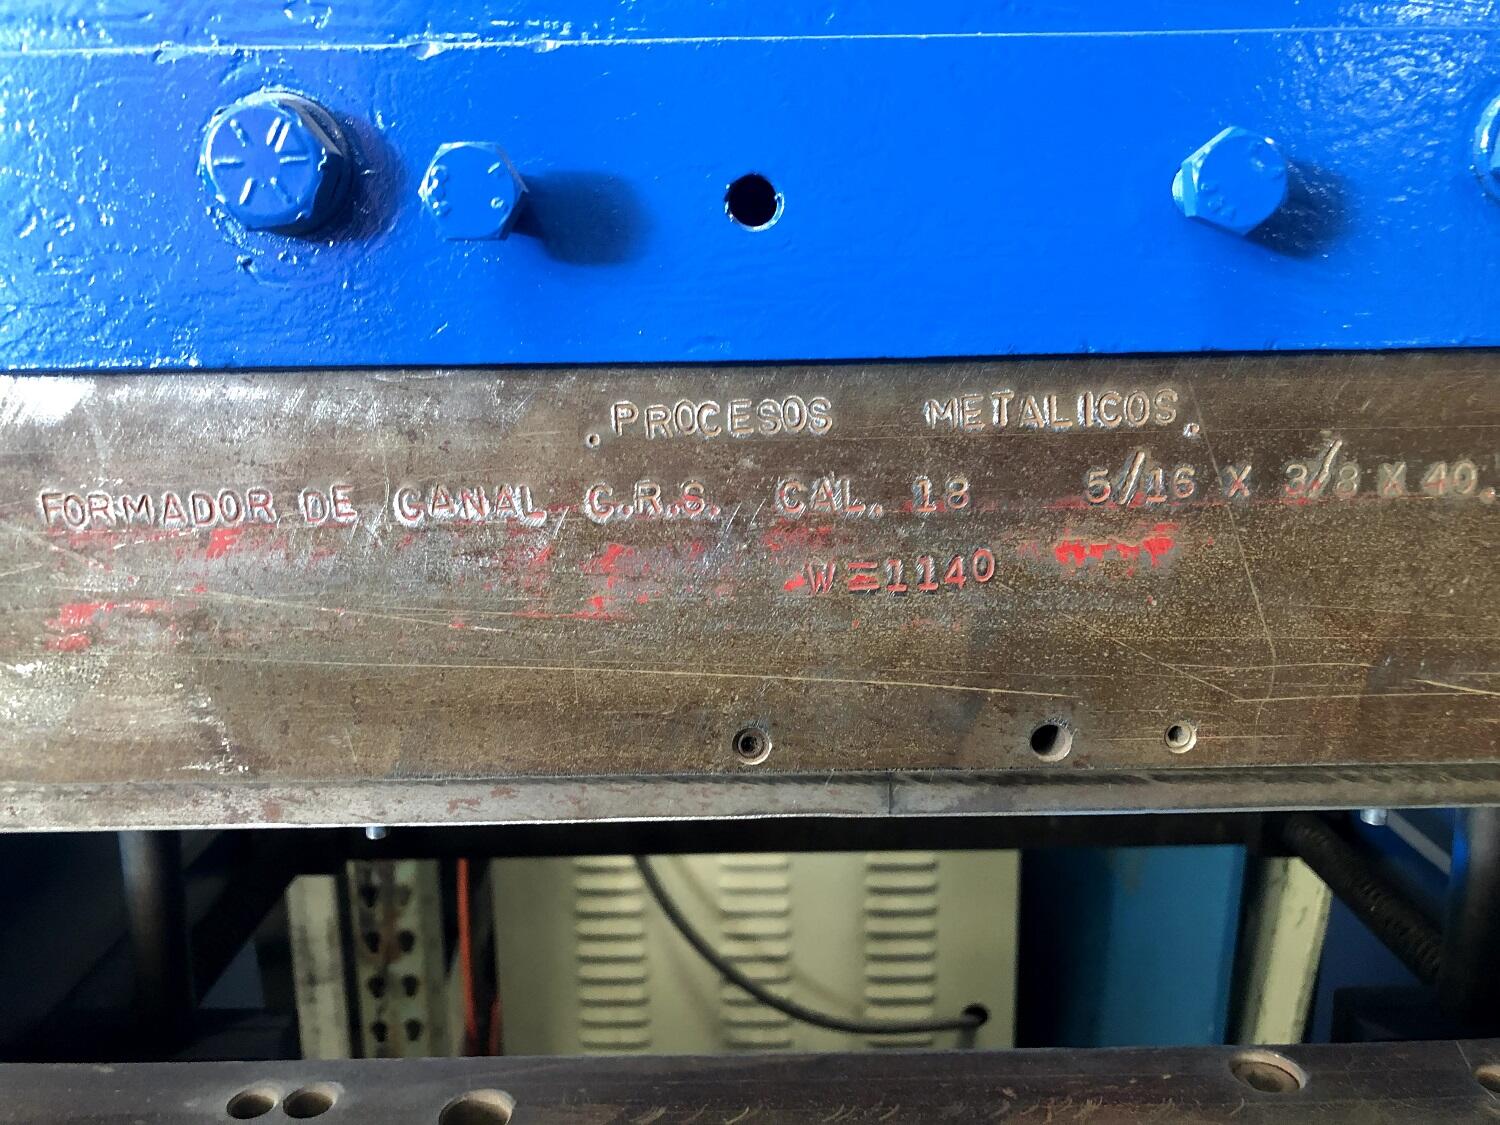 .PROCESOS METALICOS.
FORMADOR DE CANAL C.R.S. CAL. 18 5/16 X 3/8 X 40.
W=1140